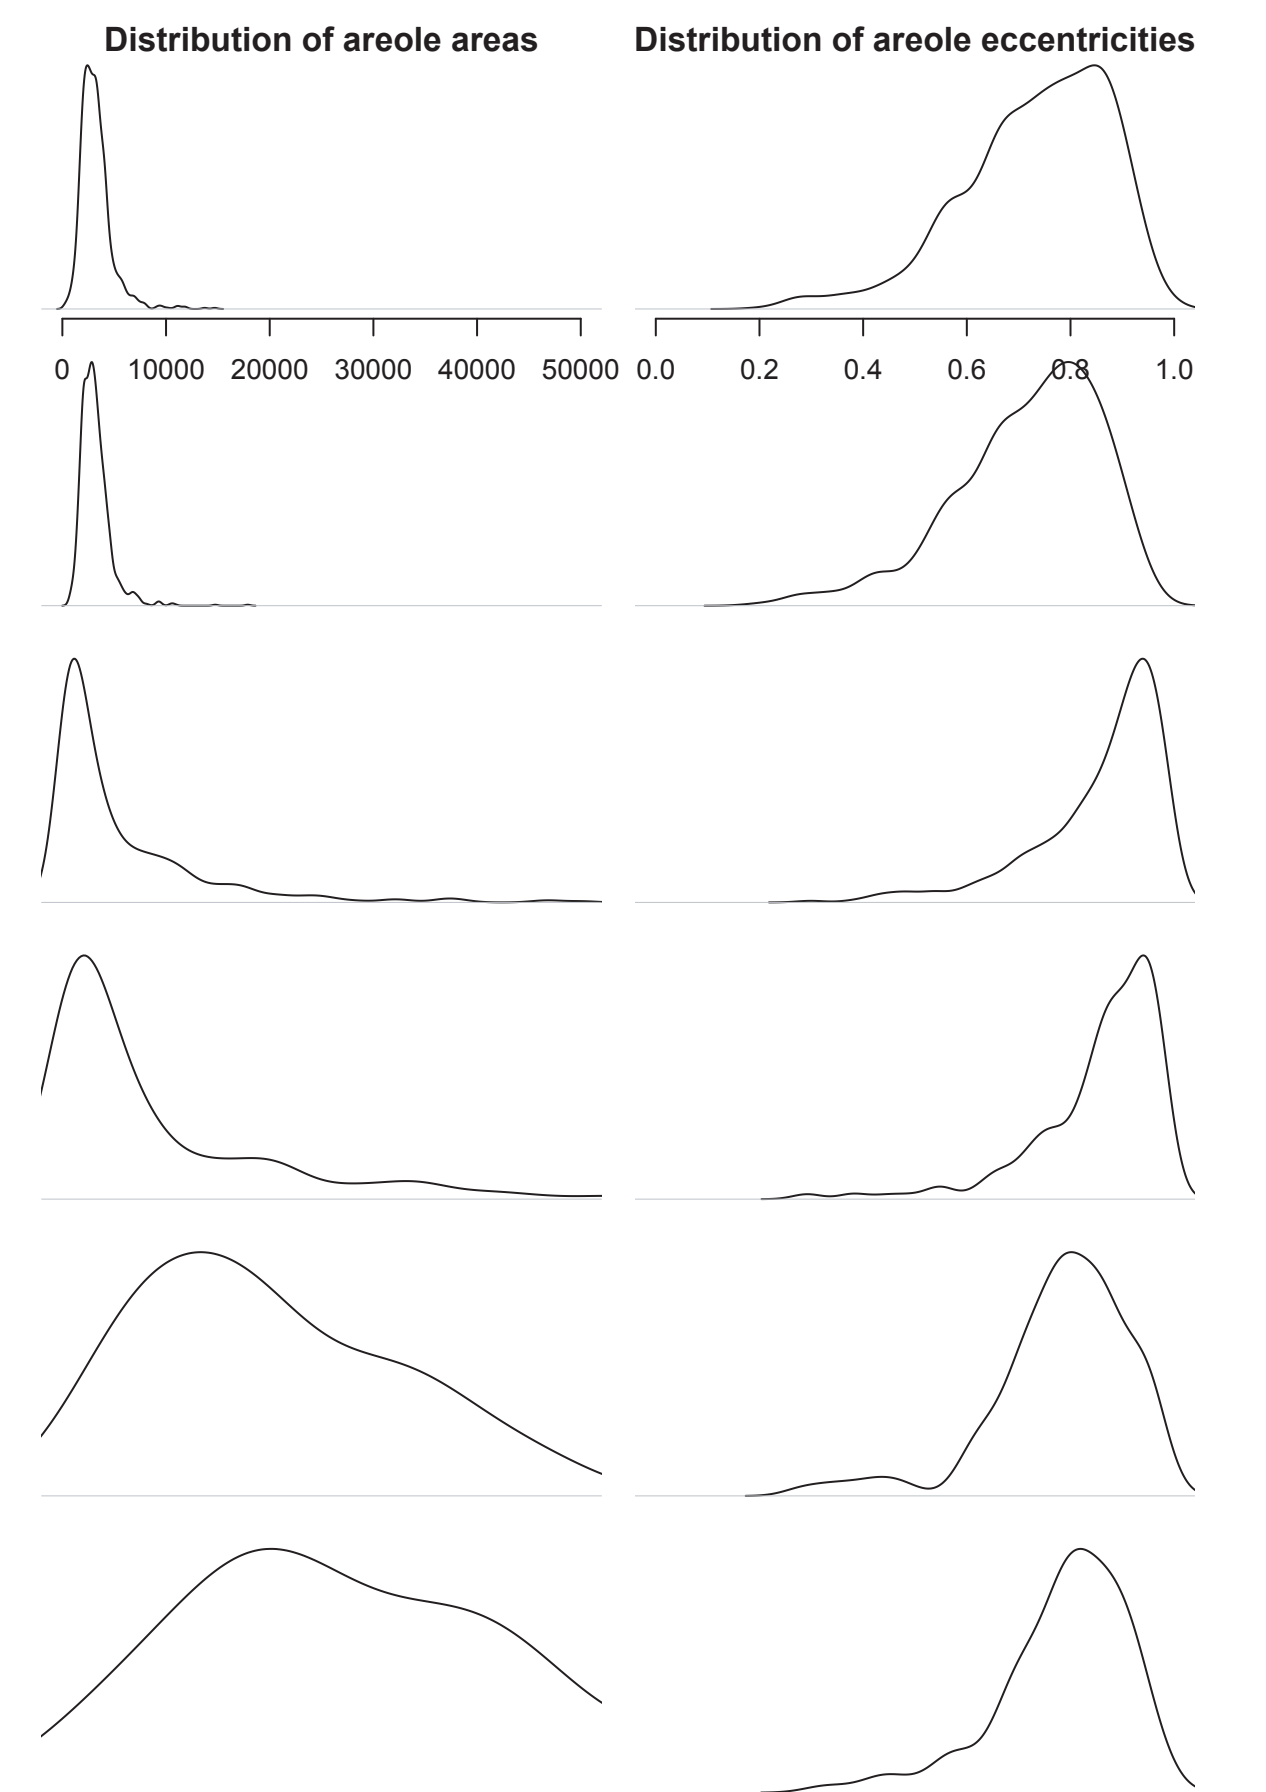 Distribution of areole areas
Distribution of areole eccentricities
0 10000 20000 30000 40000 50000
0.0 0.2 0.4 0.6 0.8 1.0